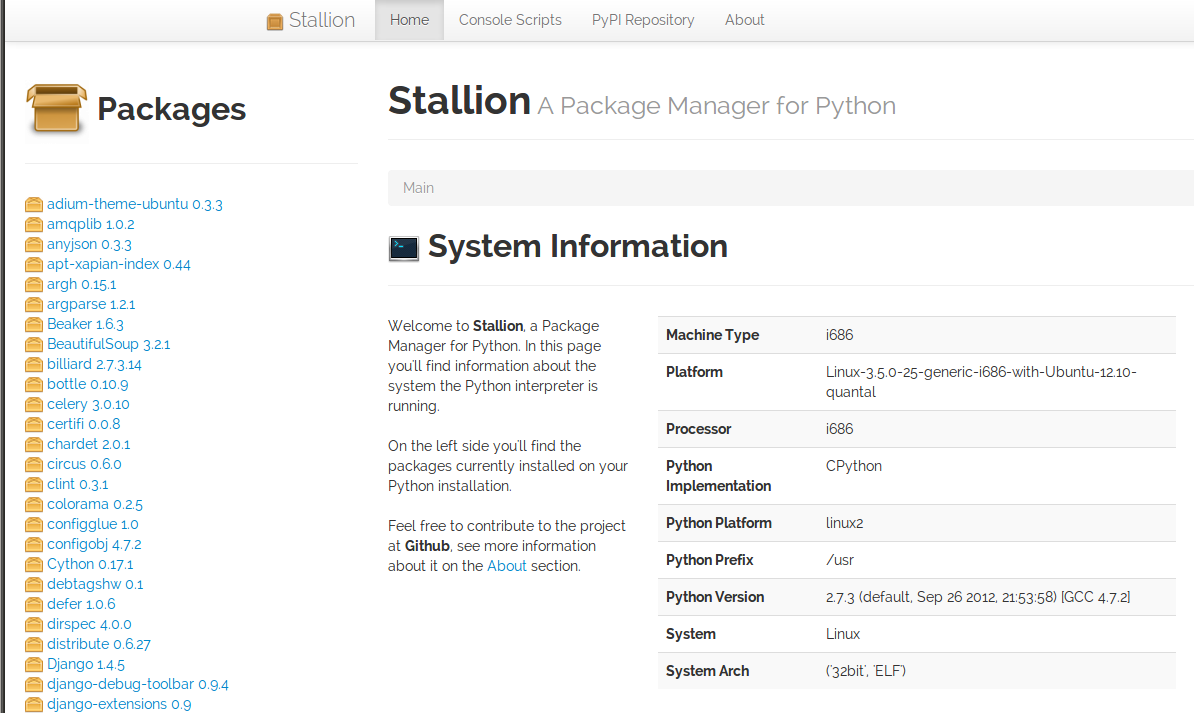 Stallion
Home
Console Scripts
PyPI Repository
About
Packages
adium-theme-ubuntu 0.3.3
amqplib 1.0.2
anyjson 0.3.3
apt-xapian-index 0.44
argh 0.15.1
argparse 1.2.1
Beaker 1.6.3
BeautifulSoup 3.2.1
billiard 2.7.3.14
bottle 0.10.9
celery 3.0.10
certifi 0.0.8
chardet 2.0.1
circus 0.6.0
clint 0.3.1
colorama 0.2.5
configglue 1.0
configobj 4.7.2
Cython 0.17.1
debtagshw 0.1
defer 1.0.6
dirspec 4.0.0
distribute 0.6.27
Django 1.4.5
django-debug-toolbar 0.9.4
django-extensions 0.9
Stallion A Package Manager for Python
Main
System Information
Welcome to Stallion, a Package
Manager for Python. In this page
you'll find information about the
system the Python interpreter is
running.
On the left side you'll find the
packages currently installed on your
Python installation.
Feel free to contribute to the project
at Github, see more information
about it on the About section.
Machine Type i686
Platform Linux-3.5.0-25-generic-i686-with-Ubuntu-12.10-
quantal
Processor i686
Python CPython
Implementation
Python Platform linux2
Python Prefix /usr
Python Version 2.7.3 (default, Sep 26 2012, 21:53:58) [GCC 4.7.2]
System Linux
System Arch ('32bit', 'ELF')